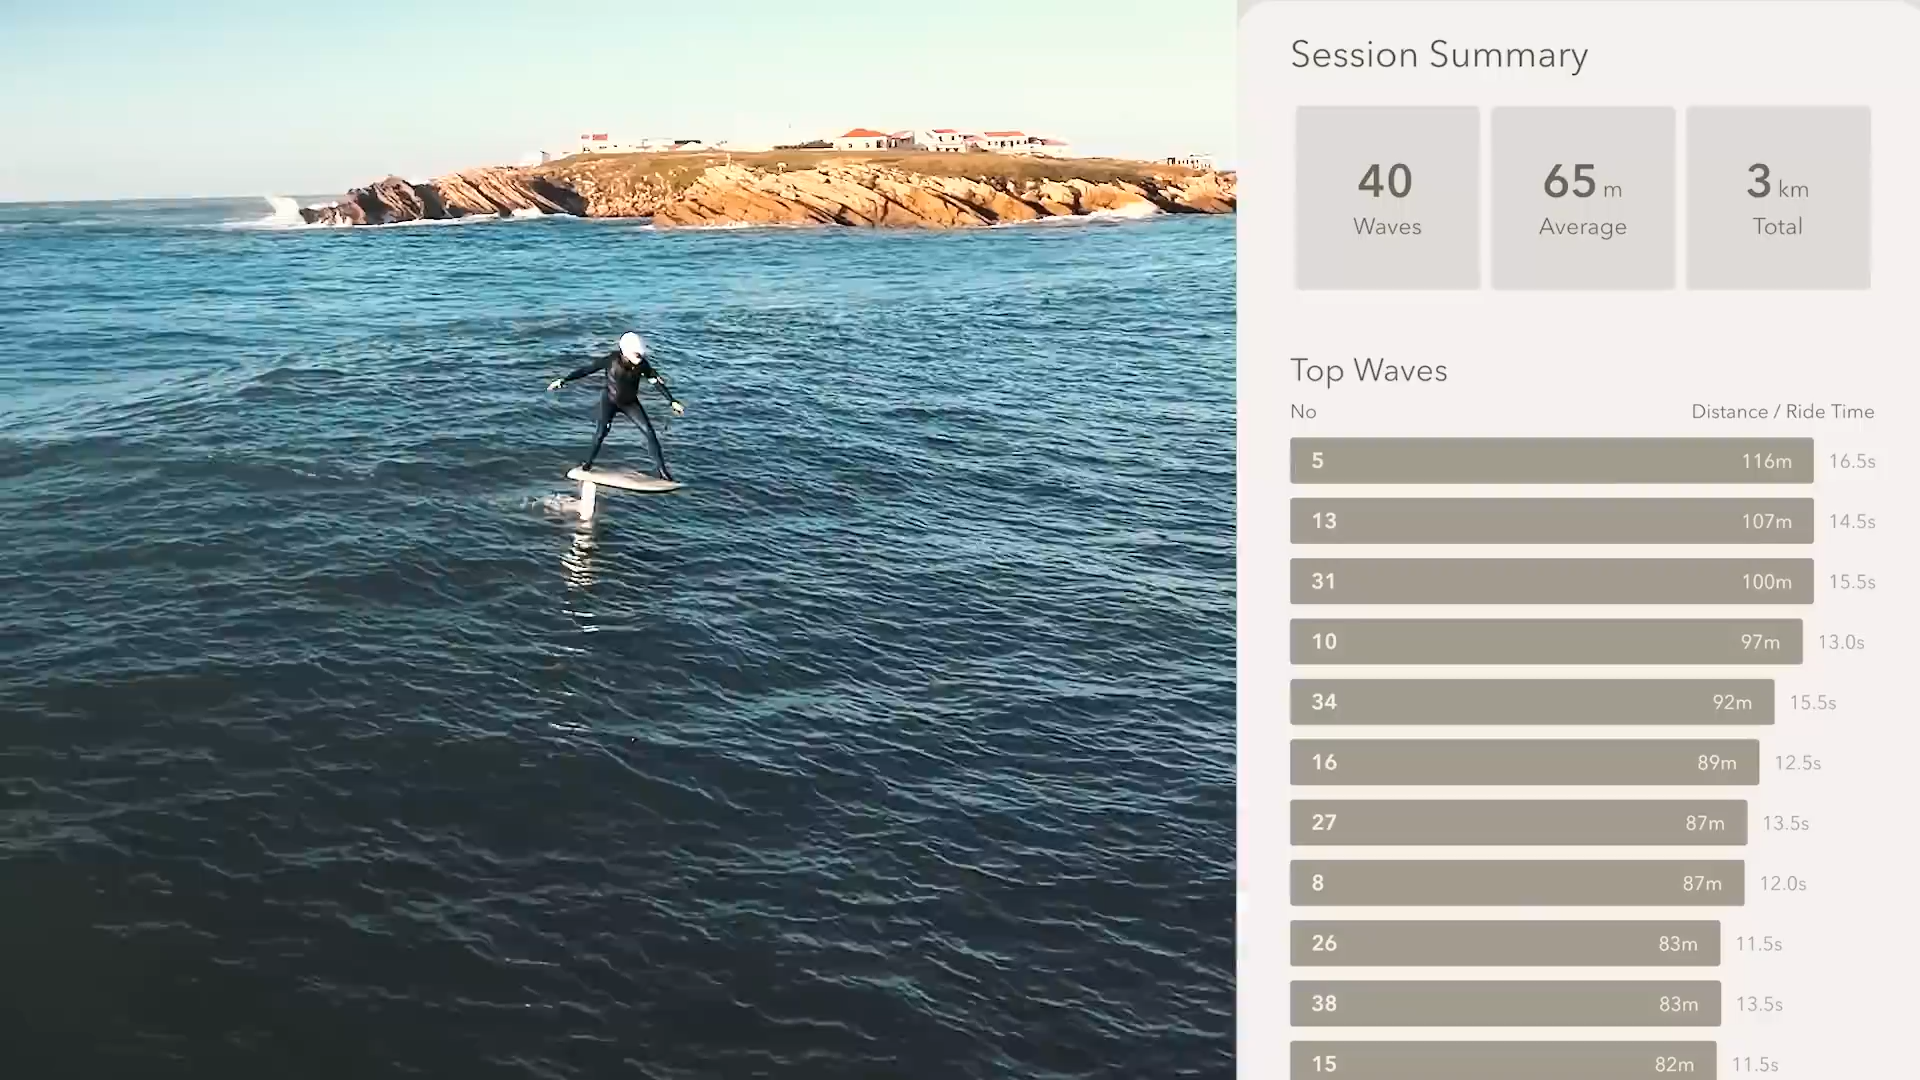 Session Summary
40
Waves
65 m
Average
3 km
Total
Top Waves
No Distance / Ride Time
5 116m 16.5s
13 107m 14.5s
31 100m 15.5s
10 97m 13.0s
34 92m 15.5s
16 89m 12.5s
27 87m 13.5s
8 87m 12.0s
26 83m 11.5s
38 83m 13.5s
15 82m 11.5s